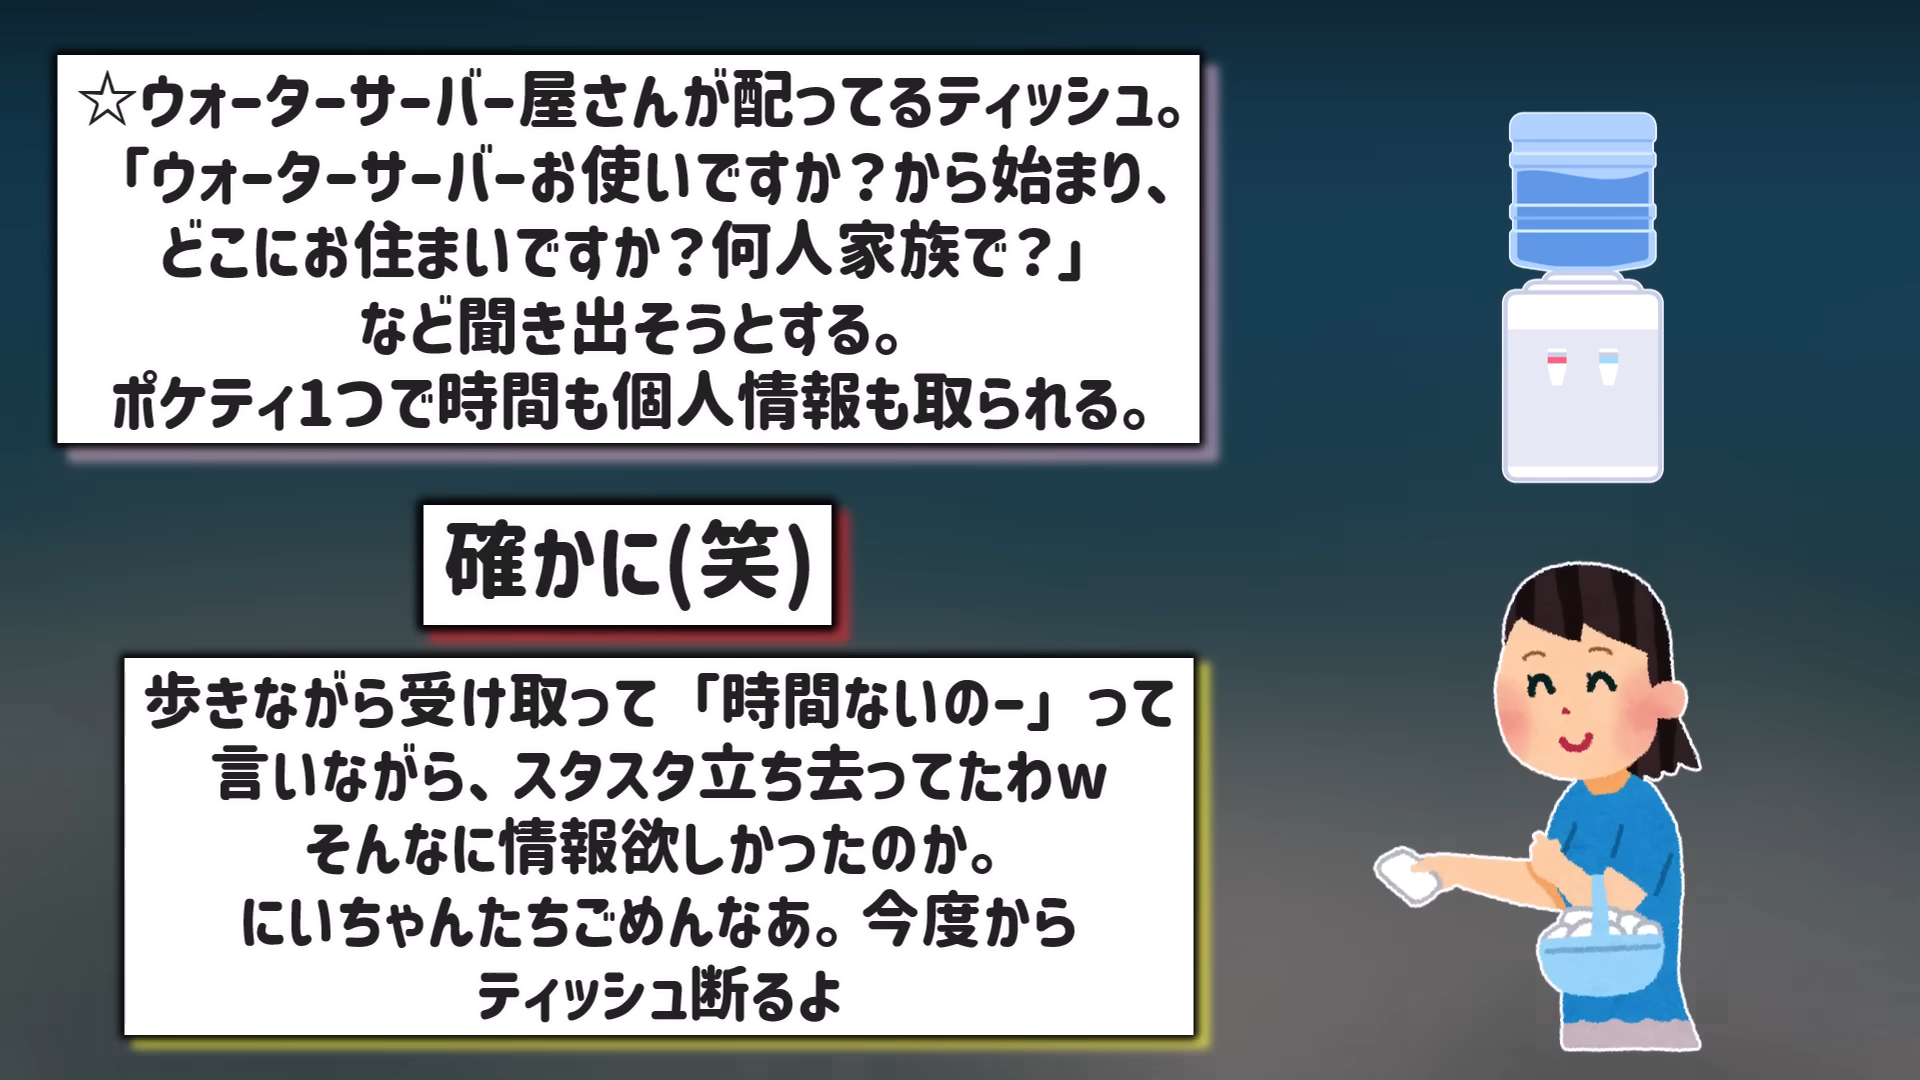 ☆ウォーターサーバー屋さんが配ってるティッシュ。
「ウォーターサーバーお使いですか？から始まり、
どこにお住まいですか？何人家族で？」
など聞き出そうとする。
ポケティ1つで時間も個人情報も取られる。
確かに(笑)
歩きながら受け取って「時間ないのー」って
言いながら、スタスタ立ち去ってたわw
そんなに情報欲しかったのか。
にいちゃんたちごめんなあ。今度から
ティッシュ断るよ